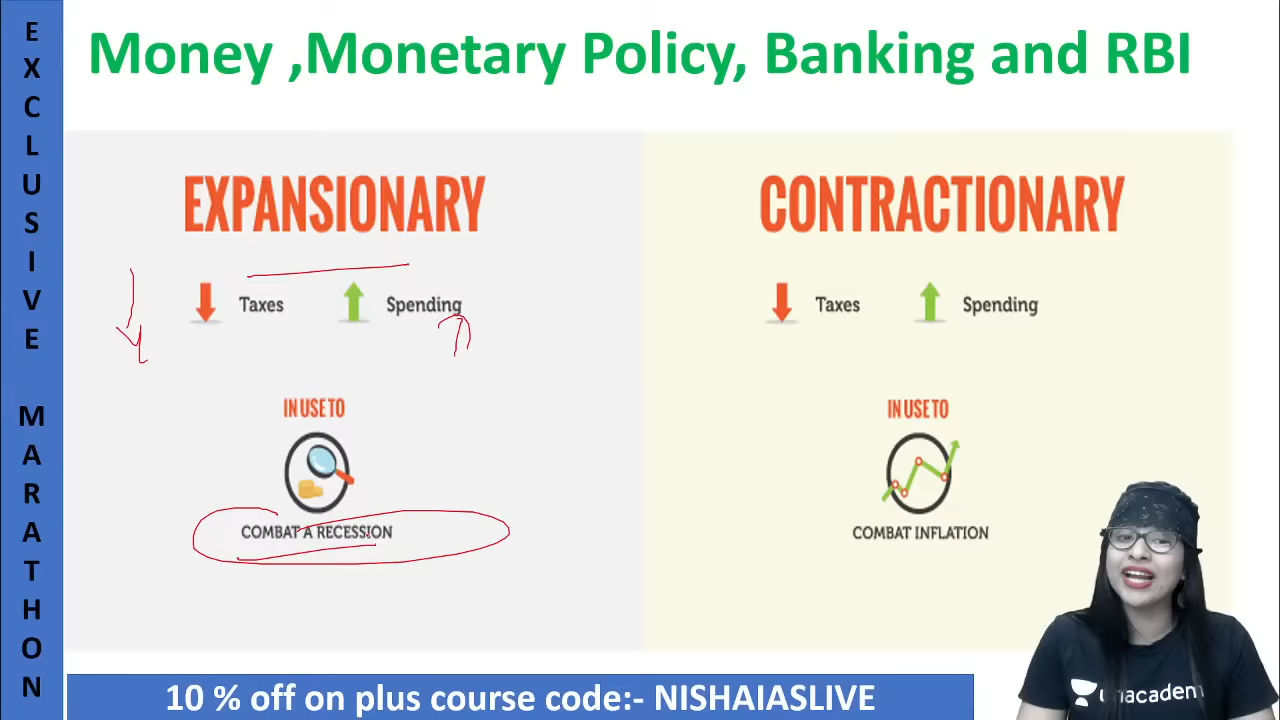 EXCLUSIVE MARATHON
Money ,Monetary Policy, Banking and RBI
EXPANSIONARY
Taxes
Spending
IN USE TO
COMBAT A RECESSION
CONTRACTIONARY
Taxes
Spending
IN USE TO
COMBAT INFLATION
unacadem
10 % off on plus course code:- NISHAIASLIVE